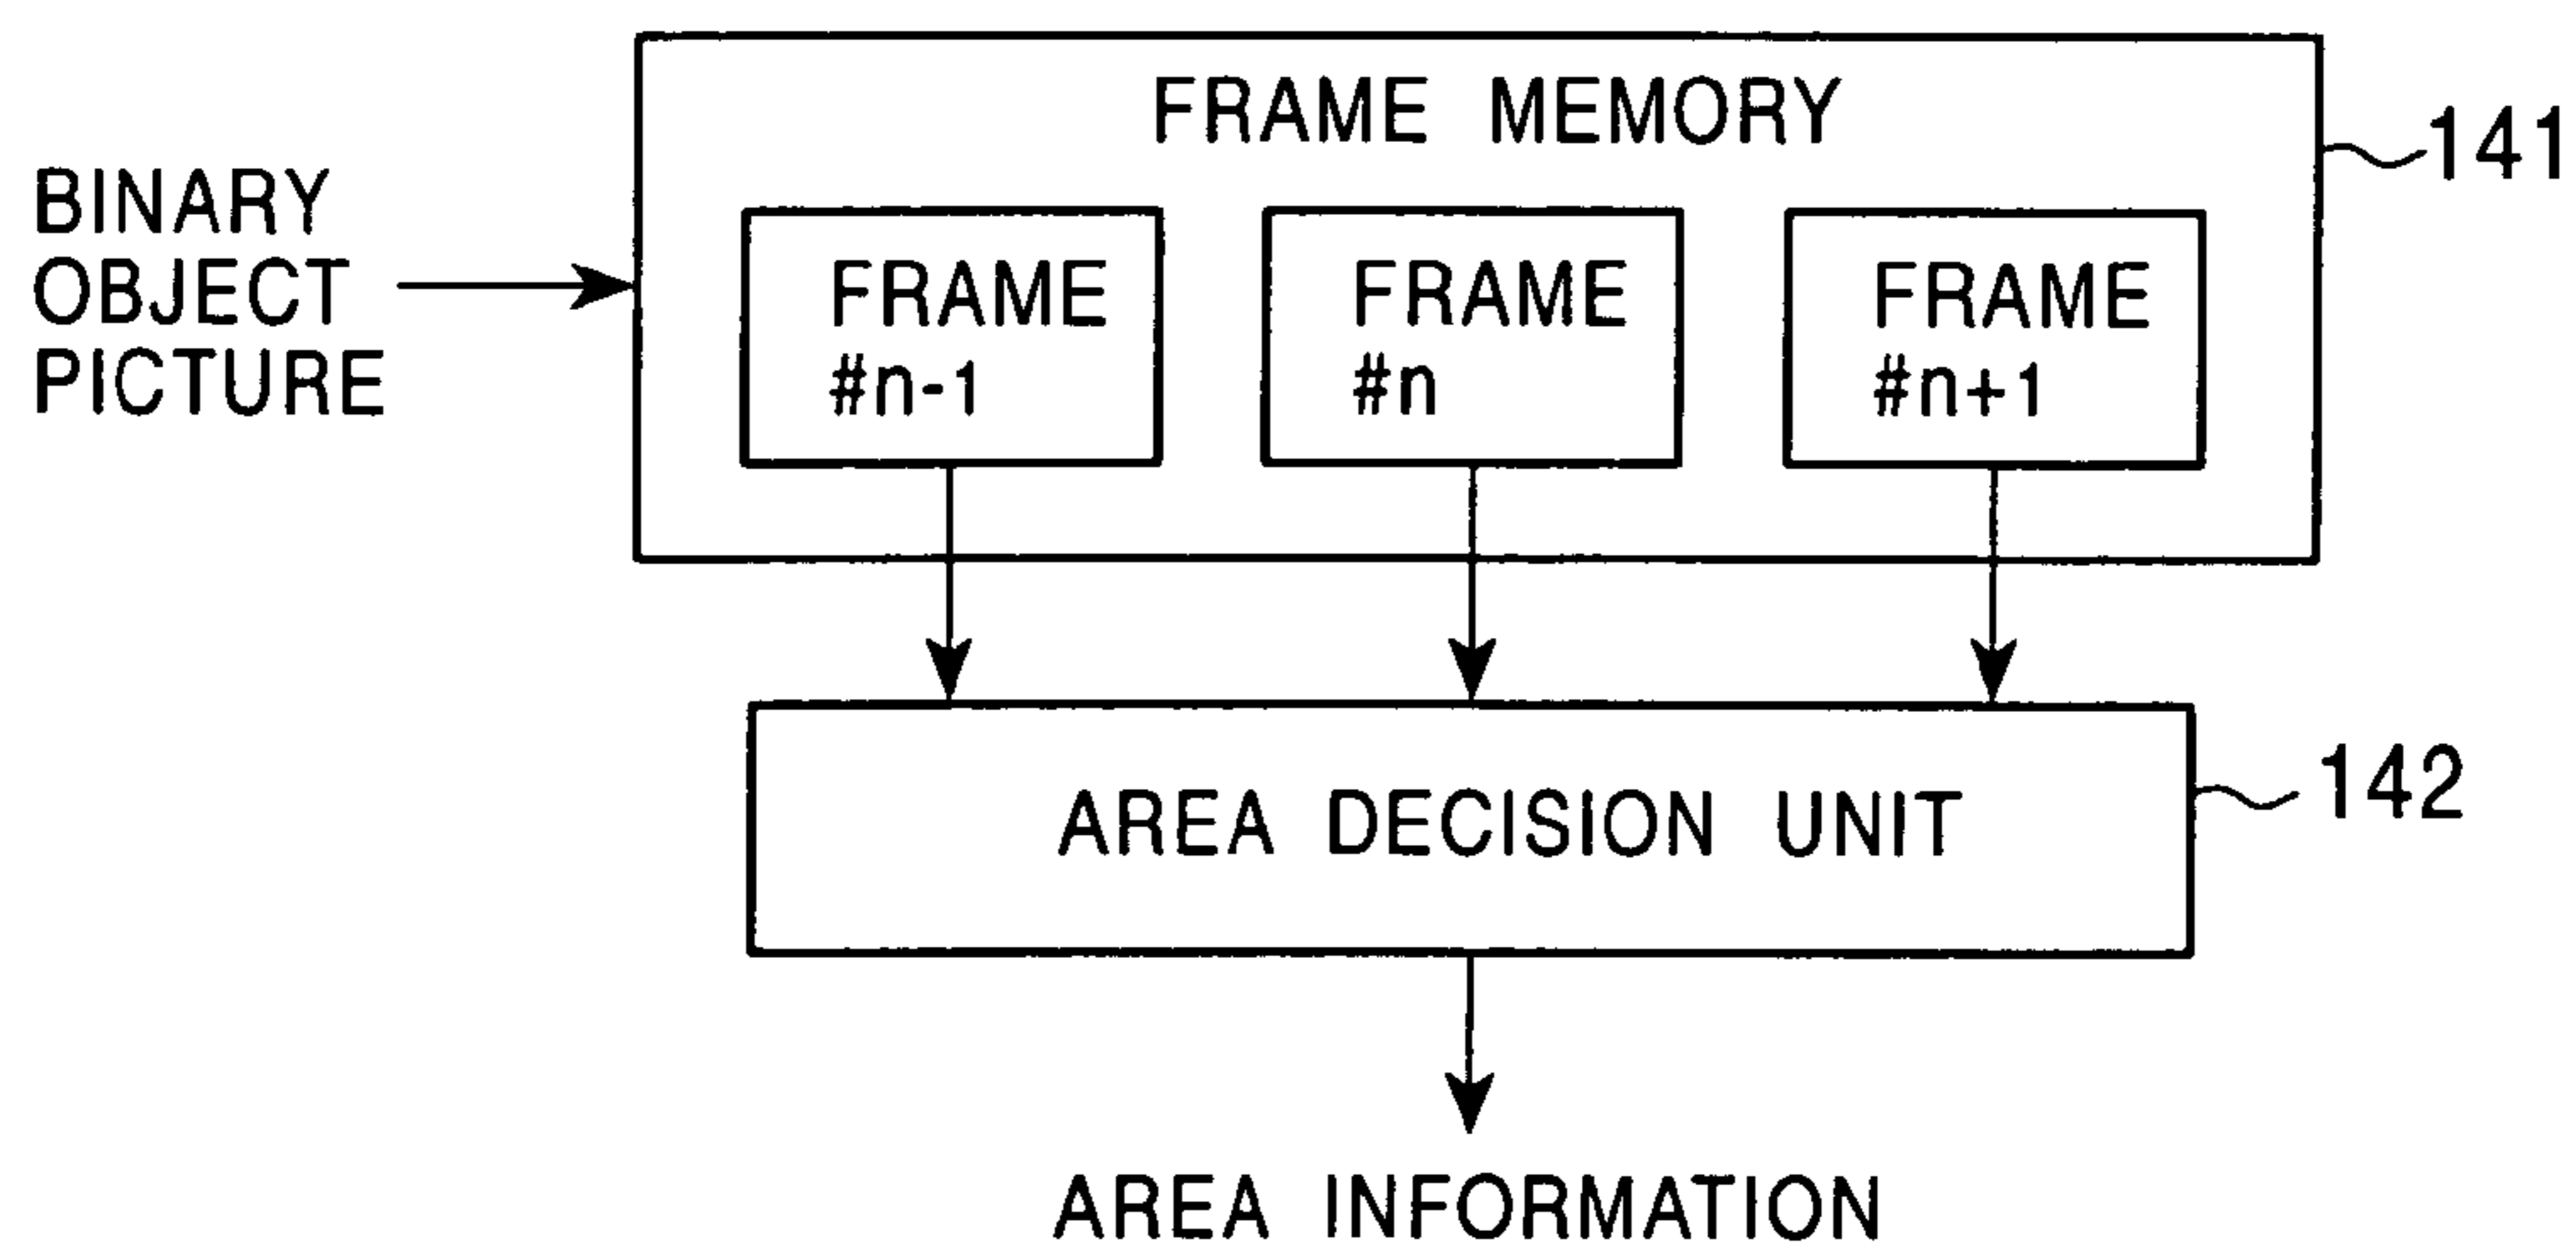 FRAME MEMORY
141
BINARY
OBJECT
PICTURE
FRAME
#n-1
FRAME
#n
FRAME
#n+1
AREA DECISION UNIT
142
AREA INFORMATION